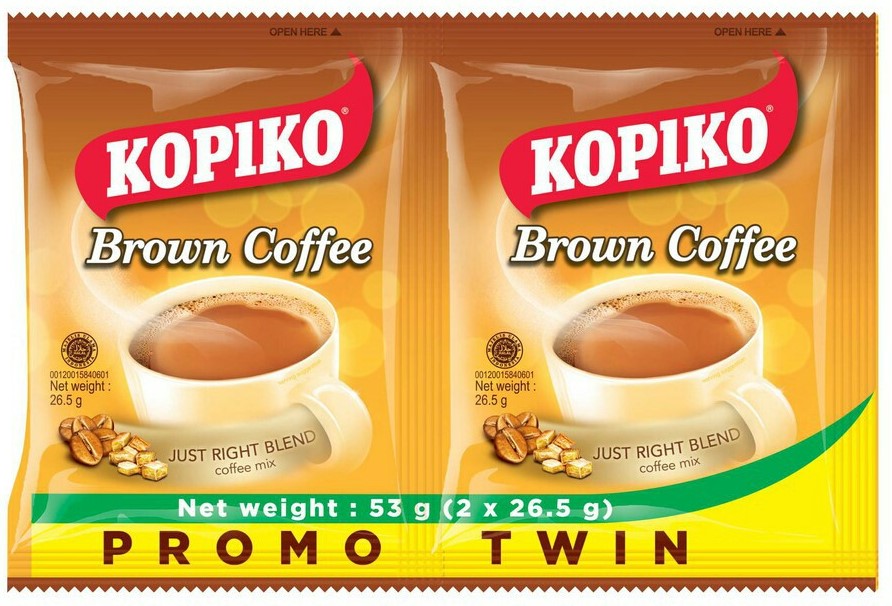 OPEN HERE
OPEN HERE
KOPIKO®
KOPIKO®
Brown Coffee
Brown Coffee
00120015840601
Net weight :
26.5 g
00120015840601
Net weight :
26.5 g
JUST RIGHT BLEND
coffee mix
JUST RIGHT BLEND
coffee mix
Net weight : 53 g (2 x 26.5 g)
PROMO TWIN